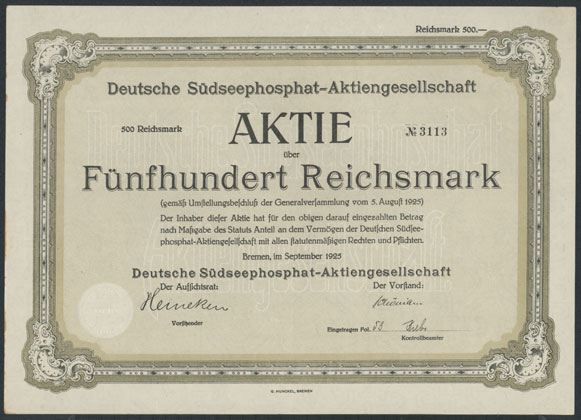 Reichsmark 500.—
Deutsche Südseephosphat-Aktiengesellschaft
500 Reichsmark AKTIE № 3113
über
Fünfhundert Reichsmark
(gemäß Umstellungsbeschluß der Generalversammlung vom 5. August 1925)
Der Inhaber dieser Aktie hat für den obigen darauf eingezahlten Betrag
nach Maßgabe des Statuts Anteil an dem Vermögen der Deutschen Südsee-
phosphat-Aktiengesellschaft mit allen statutenmäßigen Rechten und Pflichten.
Bremen, im September 1925
Deutsche Südseephosphat-Aktiengesellschaft
Der Aufsichtsrat: Der Vorstand:
Heineken
Vorsitzender
Eingetragen Fol. 53
Kontrollbeamter